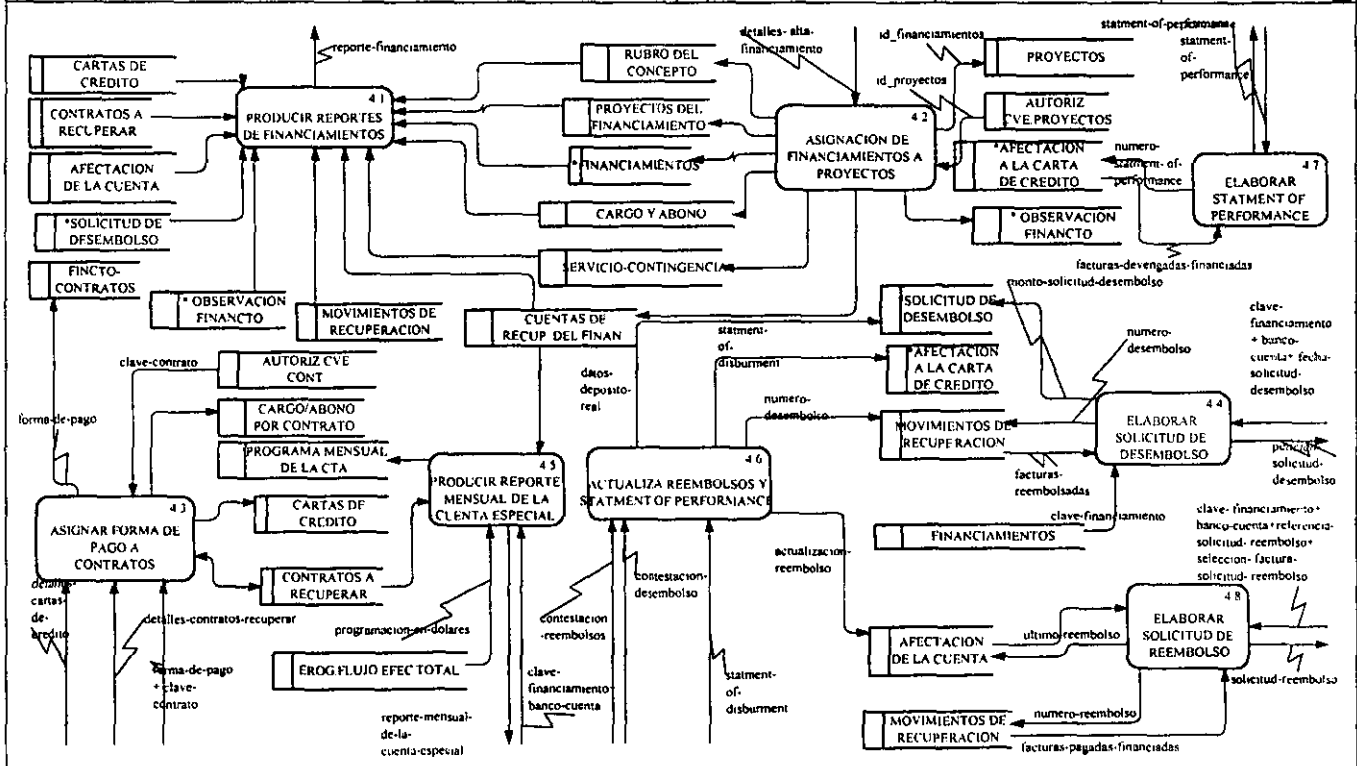 reporte-financiamiento
CARTAS DE
CREDITO
CONTRATOS A
RECUPERAR
AFECTACION
DE LA CUENTA
*SOLICITUD DE
DESEMBOLSO
FINCTO-
CONTRATOS
4 1
PRODUCIR REPORTES
DE FINANCIAMIENTOS
* OBSERVACION
FINANCTO
MOVIMIENTOS DE
RECUPERACION
RUBRO DEL
CONCEPTO
PROYECTOS DEL
FINANCIAMIENTO
*FINANCIAMIENTOS
CARGO Y ABONO
SERVICIO-CONTINGENCIA
CUENTAS DE
RECUP DEL FINAN
detalles-alta-
financiamiento
4 2
ASIGNACION DE
FINANCIAMIENTOS A
PROYECTOS
id_financiamientos
id_proyectos
PROYECTOS
AUTORIZ
CVE.PROYECTOS
*AFECTACION
A LA CARTA
DE CREDITO
* OBSERVACION
FINANCTO
statment-of-performance
statment-
of-
performance
numero-
statment-of-
performance
4 7
ELABORAR
STATMENT OF
PERFORMANCE
facturas-devengadas-financiadas
monto-solicitud-desembolso
SOLICITUD DE
DESEMBOLSO
*AFECTACION
A LA CARTA
DE CREDITO
MOVIMIENTOS DE
RECUPERACION
numero-
desembolso
clave-
financiamiento
+ banco-
cuenta+ fecha-
solicitud-
desembolso
4 4
ELABORAR
SOLICITUD DE
DESEMBOLSO
solicitud-
desembolso
facturas-
reembolsadas
clave-financiamiento
FINANCIAMIENTOS
clave-contrato
AUTORIZ CVE
CONT
CARGO/ABONO
POR CONTRATO
PROGRAMA MENSUAL
DE LA CTA
forma-de-pago
4 3
ASIGNAR FORMA DE
PAGO A
CONTRATOS
CARTAS DE
CREDITO
CONTRATOS A
RECUPERAR
4 5
PRODUCIR REPORTE
MENSUAL DE LA
CUENTA ESPECIAL
datos-
deposito-
real
statment-
of-
disburment
numero-
desembolso
4 6
ACTUALIZA REEMBOLSOS Y
STATMENT OF PERFORMANCE
cartas-
de-
credito
detalles-contratos-recuperar
forma-de-pago
+ clave-
contrato
programacion-en-dolares
EROG.FLUJO EFEC TOTAL
reporte-mensual-
de-la-
cuenta-especial
contestacion
-reembolsos
clave-
financiamiento
banco-cuenta
contestacion-
desembolso
statment-
of-
disburment
actualizacion-
reembolso
clave- financiamiento+
banco-cuenta+referencia-
solicitud- reembolso+
seleccion- factura-
solicitud- reembolso
4 8
ELABORAR
SOLICITUD DE
REEMBOLSO
solicitud-reembolso
AFECTACION
DE LA CUENTA
ultimo-reembolso
numero-reembolso
MOVIMIENTOS DE
RECUPERACION
facturas-pagadas-financiadas